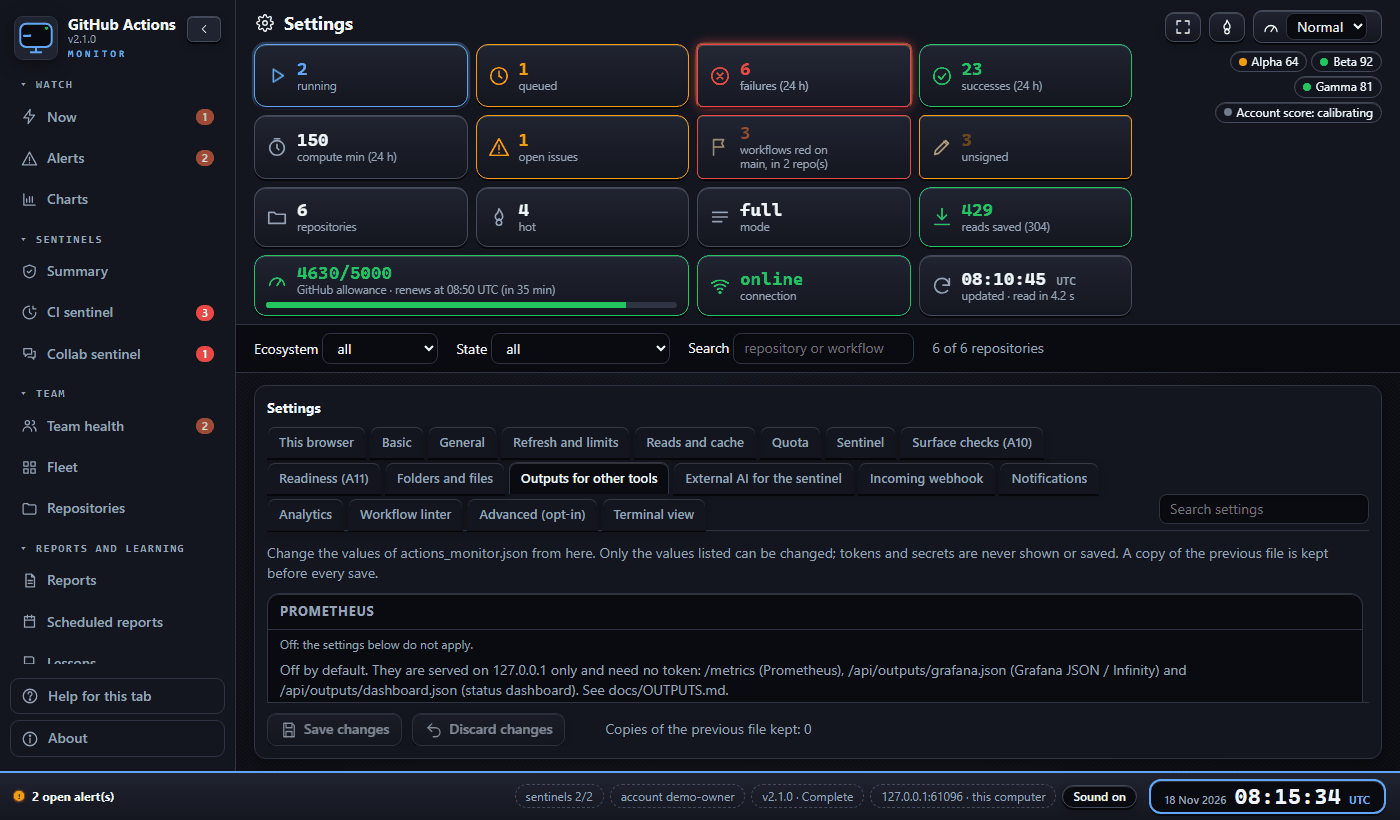 GitHub Actions
v2.1.0
MONITOR
WATCH
Now 1
Alerts 2
Charts
SENTINELS
Summary
CI sentinel 3
Collab sentinel 1
TEAM
Team health 2
Fleet
Repositories
REPORTS AND LEARNING
Reports
Scheduled reports
Lessons
Help for this tab
About
Settings
Normal
Alpha 64
Beta 92
Gamma 81
Account score: calibrating
2
running
1
queued
6
failures (24 h)
23
successes (24 h)
150
compute min (24 h)
1
open issues
3
workflows red on
main, in 2 repo(s)
3
unsigned
6
repositories
4
hot
full
mode
429
reads saved (304)
4630/5000
GitHub allowance · renews at 08:50 UTC (in 35 min)
online
connection
08:10:45 UTC
updated · read in 4.2 s
Ecosystem all State all Search repository or workflow 6 of 6 repositories
Settings
This browser Basic General Refresh and limits Reads and cache Quota Sentinel Surface checks (A10)
Readiness (A11) Folders and files Outputs for other tools External AI for the sentinel Incoming webhook Notifications
Analytics Workflow linter Advanced (opt-in) Terminal view Search settings
Change the values of actions_monitor.json from here. Only the values listed can be changed; tokens and secrets are never shown or saved. A copy of the previous file is kept
before every save.
PROMETHEUS
Off: the settings below do not apply.
Off by default. They are served on 127.0.0.1 only and need no token: /metrics (Prometheus), /api/outputs/grafana.json (Grafana JSON / Infinity) and
/api/outputs/dashboard.json (status dashboard). See docs/OUTPUTS.md.
Save changes Discard changes Copies of the previous file kept: 0
2 open alert(s) sentinels 2/2 account demo-owner v2.1.0 · Complete 127.0.0.1:61096 · this computer Sound on 18 Nov 2026 08:15:34 UTC